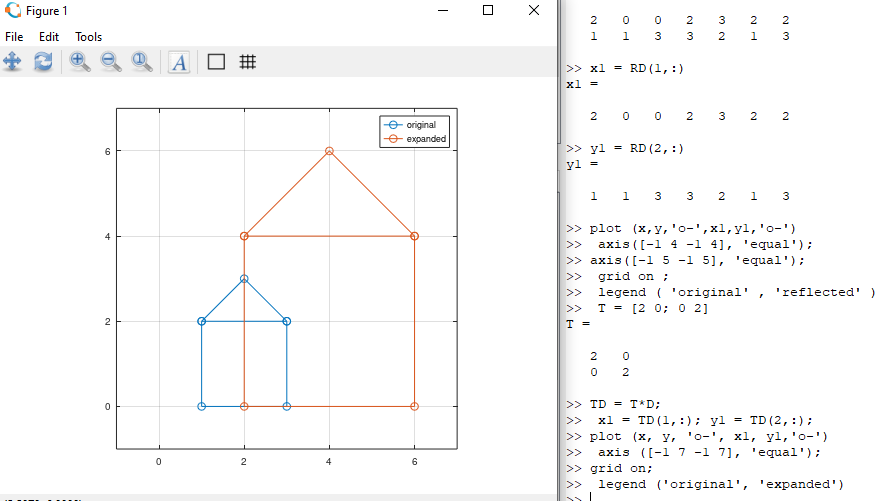 Figure 1
File Edit Tools
A
original
expanded
6
4
2
0
0 2 4 6
2 0 0 2 3 2 2
1 1 3 3 2 1 3
>> x1 = RD(1,:)
x1 =
2 0 0 2 3 2 2
>> y1 = RD(2,:)
y1 =
1 1 3 3 2 1 3
>> plot (x,y,'o-',x1,y1,'o-')
>> axis([-1 4 -1 4], 'equal');
>> axis([-1 5 -1 5], 'equal');
>> grid on ;
>> legend ( 'original' , 'reflected' )
>> T = [2 0; 0 2]
T =
2 0
0 2
>> TD = T*D;
>> x1 = TD(1,:); y1 = TD(2,:);
>> plot (x, y, 'o-', x1, y1,'o-')
>> axis ([-1 7 -1 7], 'equal');
>> grid on;
>> legend ('original', 'expanded')
>>